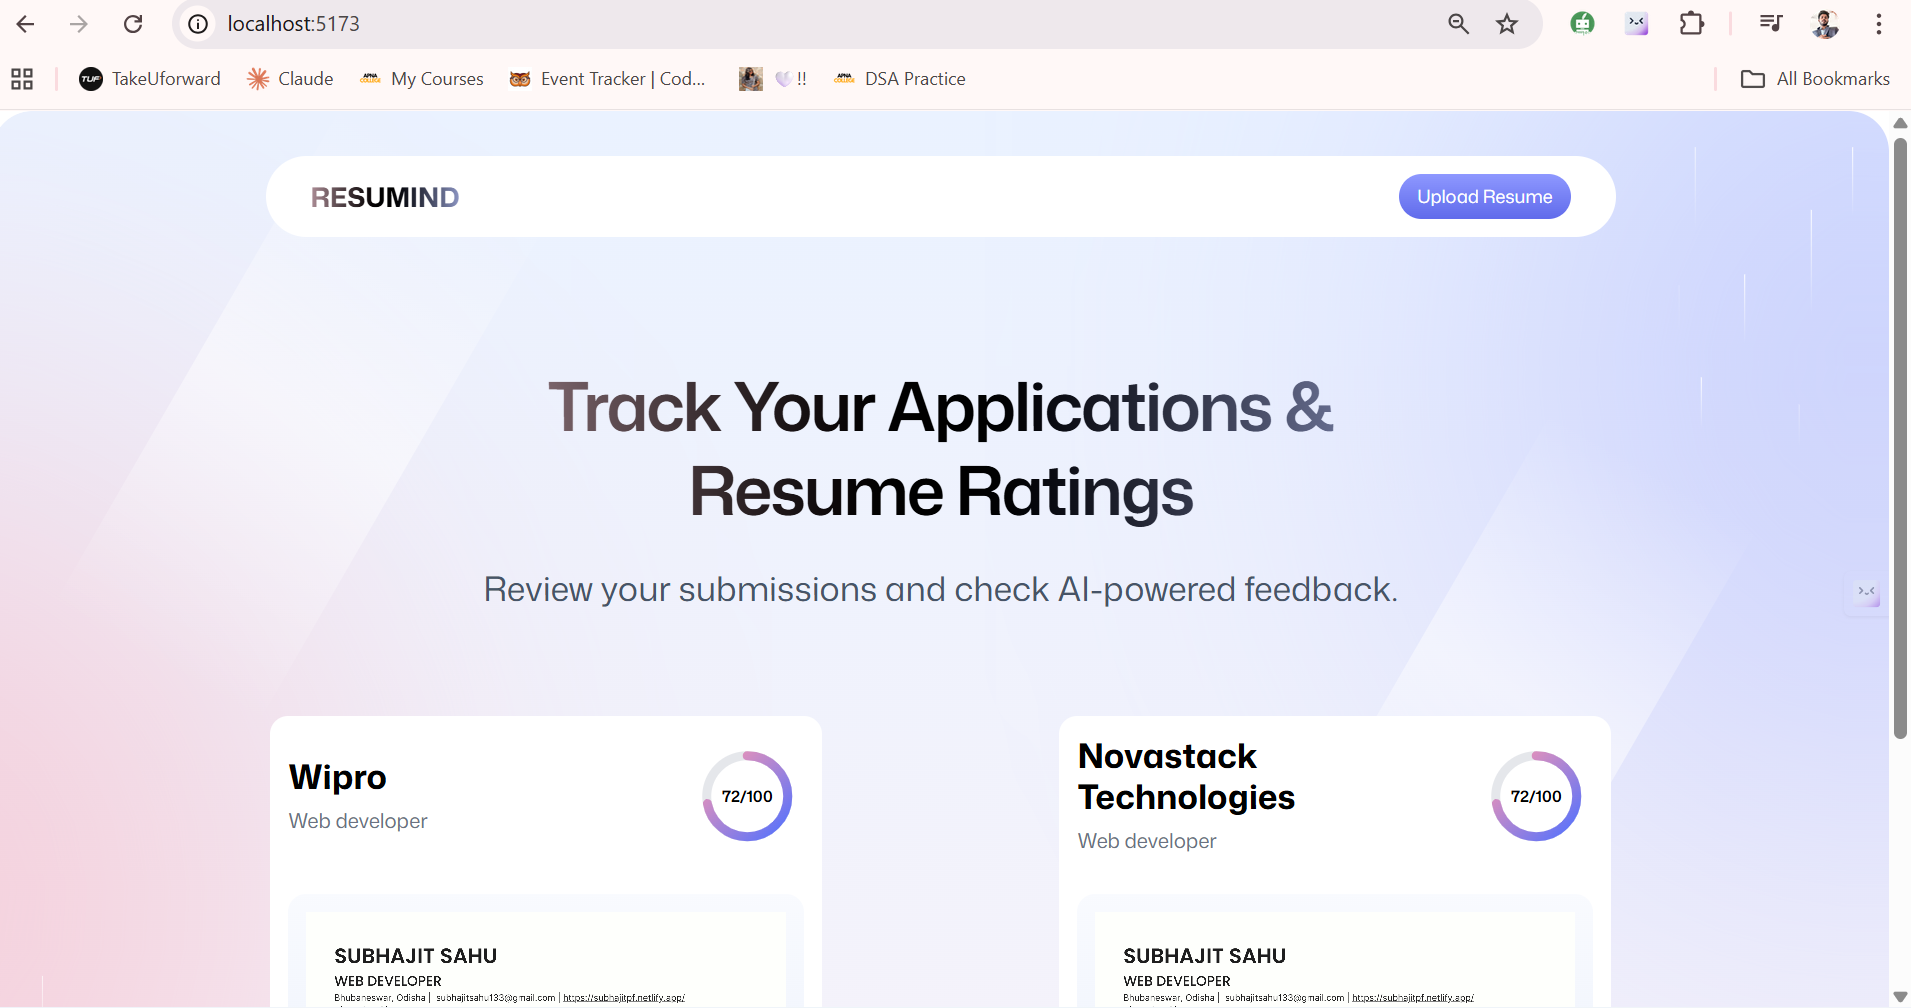 localhost:5173
TakeUforward
Claude
My Courses
Event Tracker | Cod...
!!
DSA Practice
All Bookmarks
RESUMIND
Upload Resume
Track Your Applications &
Resume Ratings
Review your submissions and check AI-powered feedback.
Wipro
Web developer
72/100
SUBHAJIT SAHU
WEB DEVELOPER
Bhubaneswar, Odisha | subhajitsahu133@gmail.com | https://subhajitpf.netlify.app/
Novastack
Technologies
Web developer
72/100
SUBHAJIT SAHU
WEB DEVELOPER
Bhubaneswar, Odisha | subhajitsahu133@gmail.com | https://subhajitpf.netlify.app/